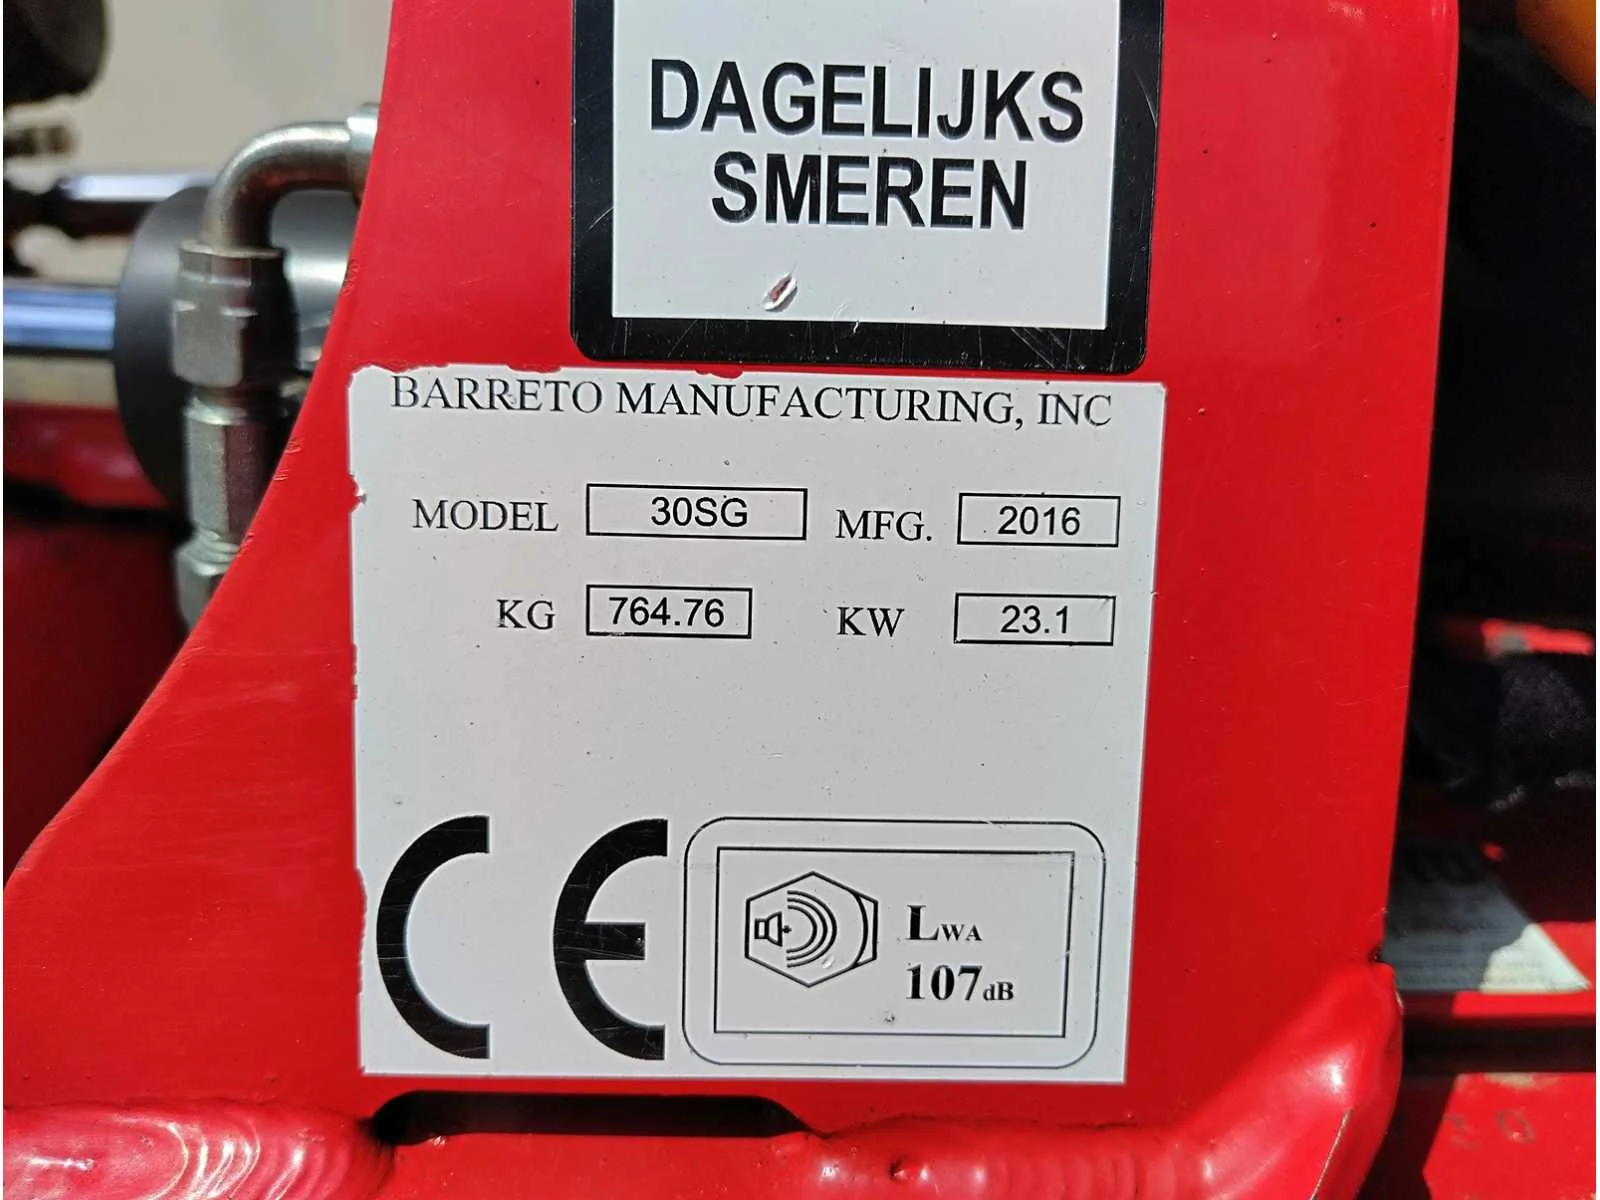 DAGELIJKS
SMEREN
BARRETO MANUFACTURING, INC
MODEL 30SG MFG. 2016
KG 764.76 KW 23.1
CE LWA
107dB